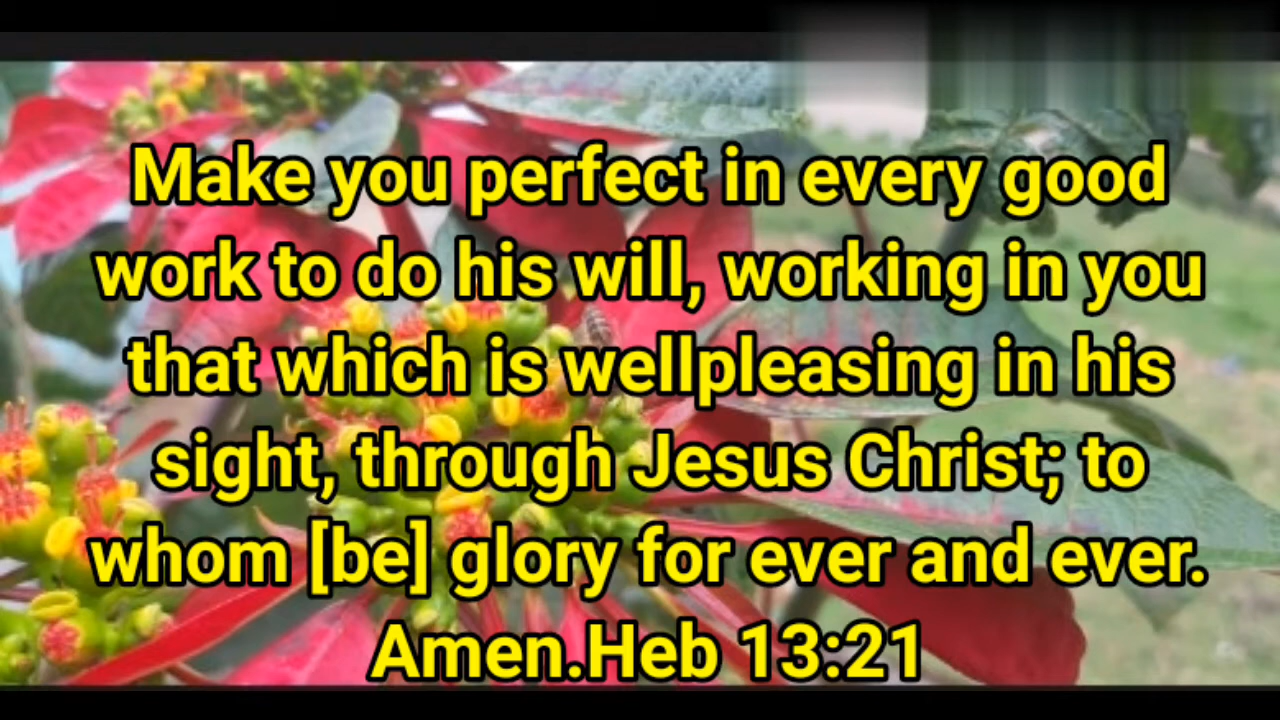 Make you perfect in every good
work to do his will, working in you
that which is wellpleasing in his
sight, through Jesus Christ; to
whom [be] glory for ever and ever.
Amen.Heb 13:21